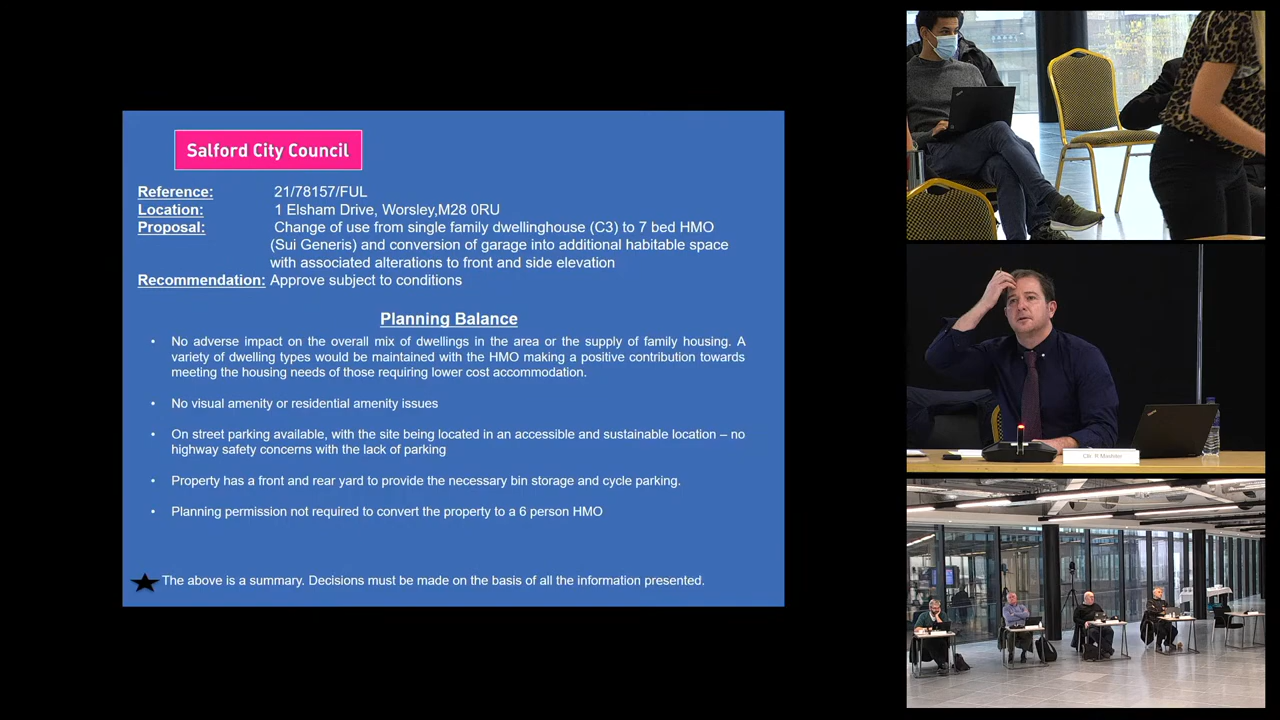 Salford City Council
Reference: 21/78157/FUL
Location: 1 Elsham Drive, Worsley,M28 0RU
Proposal: Change of use from single family dwellinghouse (C3) to 7 bed HMO
(Sui Generis) and conversion of garage into additional habitable space
with associated alterations to front and side elevation
Recommendation: Approve subject to conditions
Planning Balance
• No adverse impact on the overall mix of dwellings in the area or the supply of family housing. A
variety of dwelling types would be maintained with the HMO making a positive contribution towards
meeting the housing needs of those requiring lower cost accommodation.
• No visual amenity or residential amenity issues
• On street parking available, with the site being located in an accessible and sustainable location – no
highway safety concerns with the lack of parking
• Property has a front and rear yard to provide the necessary bin storage and cycle parking.
• Planning permission not required to convert the property to a 6 person HMO
The above is a summary. Decisions must be made on the basis of all the information presented.
Cllr. R